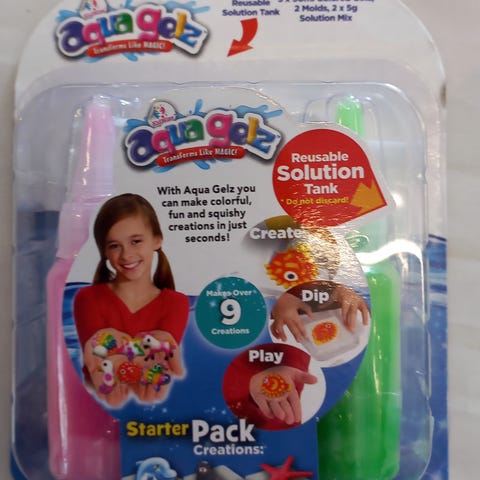 Aqua gelz
Transforms Like MAGIC!
Reusable
Solution Tank
2 Molds, 2 x 5g
Solution Mix
Aqua gelz
Transforms Like MAGIC!
With Aqua Gelz you
can make colorful,
fun and squishy
creations in just
seconds!
Reusable
Solution
Tank
*Do not discard!
Create
Dip
Makes Over
9
Creations
Play
Starter Pack
Creations: